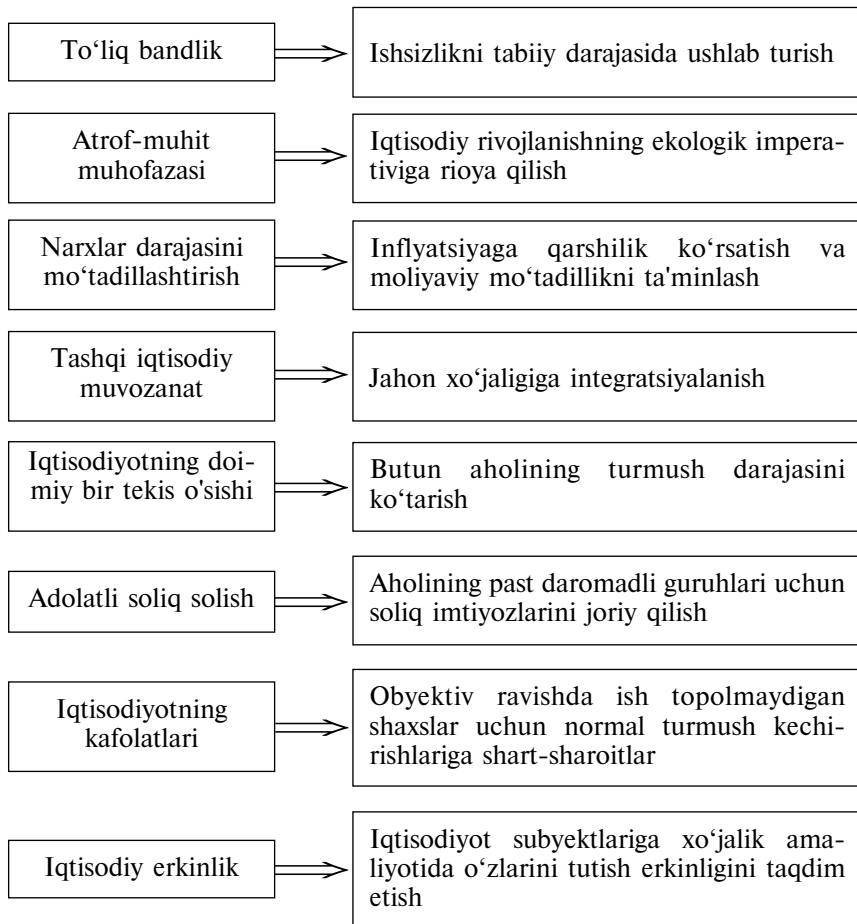 To‘liq bandlik
Ishsizlikni tabiiy darajasida ushlab turish
Atrof-muhit
muhofazasi
Iqtisodiy rivojlanishning ekologik impera-
tiviga rioya qilish
Narxlar darajasini
mo‘tadillashtirish
Inflyatsiyaga qarshilik ko‘rsatish va
moliyaviy mo‘tadillikni ta'minlash
Tashqi iqtisodiy
muvozanat
Jahon xo‘jaligiga integratsiyalanish
Iqtisodiyotning doi-
miy bir tekis o'sishi
Butun aholining turmush darajasini
ko‘tarish
Adolatli soliq solish
Aholining past daromadli guruhlari uchun
soliq imtiyozlarini joriy qilish
Iqtisodiyotning
kafolatlari
Obyektiv ravishda ish topolmaydigan
shaxslar uchun normal turmush kechi-
rishlariga shart-sharoitlar
Iqtisodiy erkinlik
Iqtisodiyot subyektlariga xo‘jalik ama-
liyotida o‘zlarini tutish erkinligini taqdim
etish